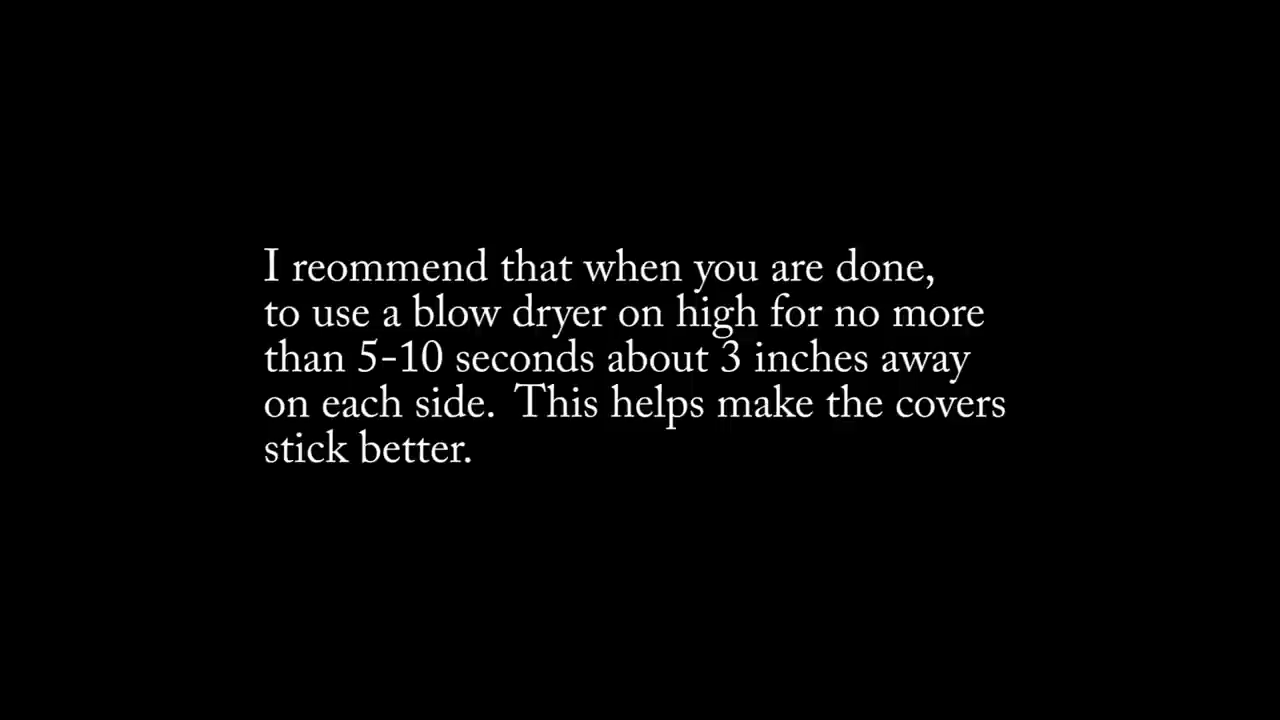 I reommend that when you are done,
to use a blow dryer on high for no more
than 5-10 seconds about 3 inches away
on each side.  This helps make the covers
stick better.